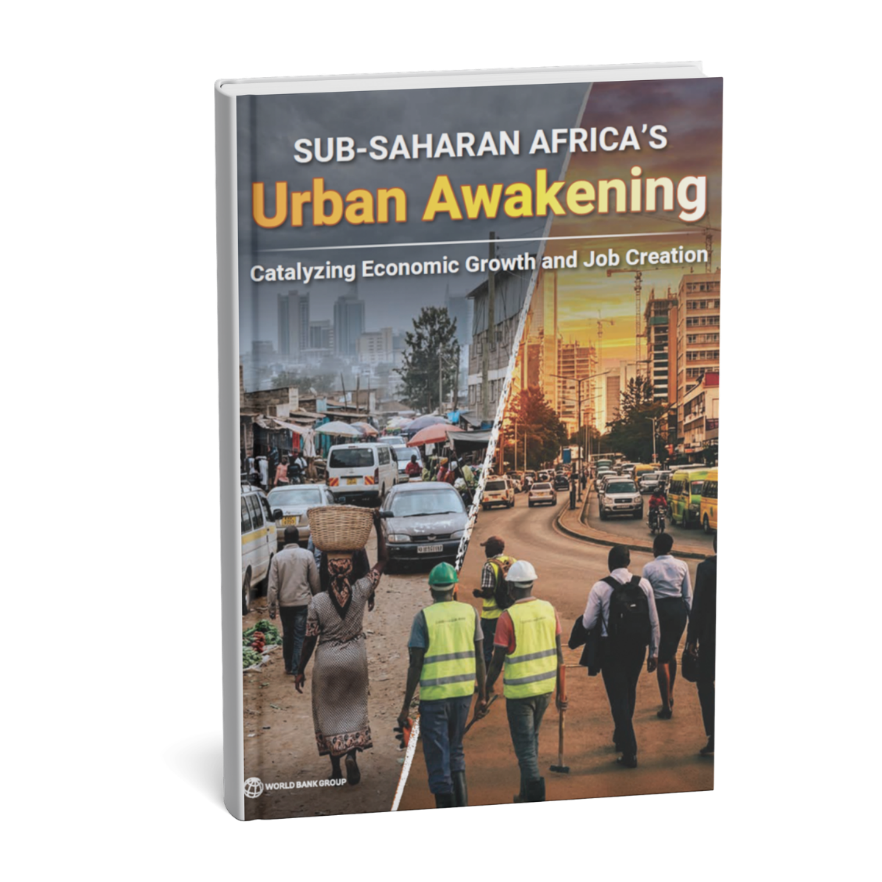 SUB-SAHARAN AFRICA'S
Urban Awakening
Catalyzing Economic Growth and Job Creation
WORLD BANK GROUP